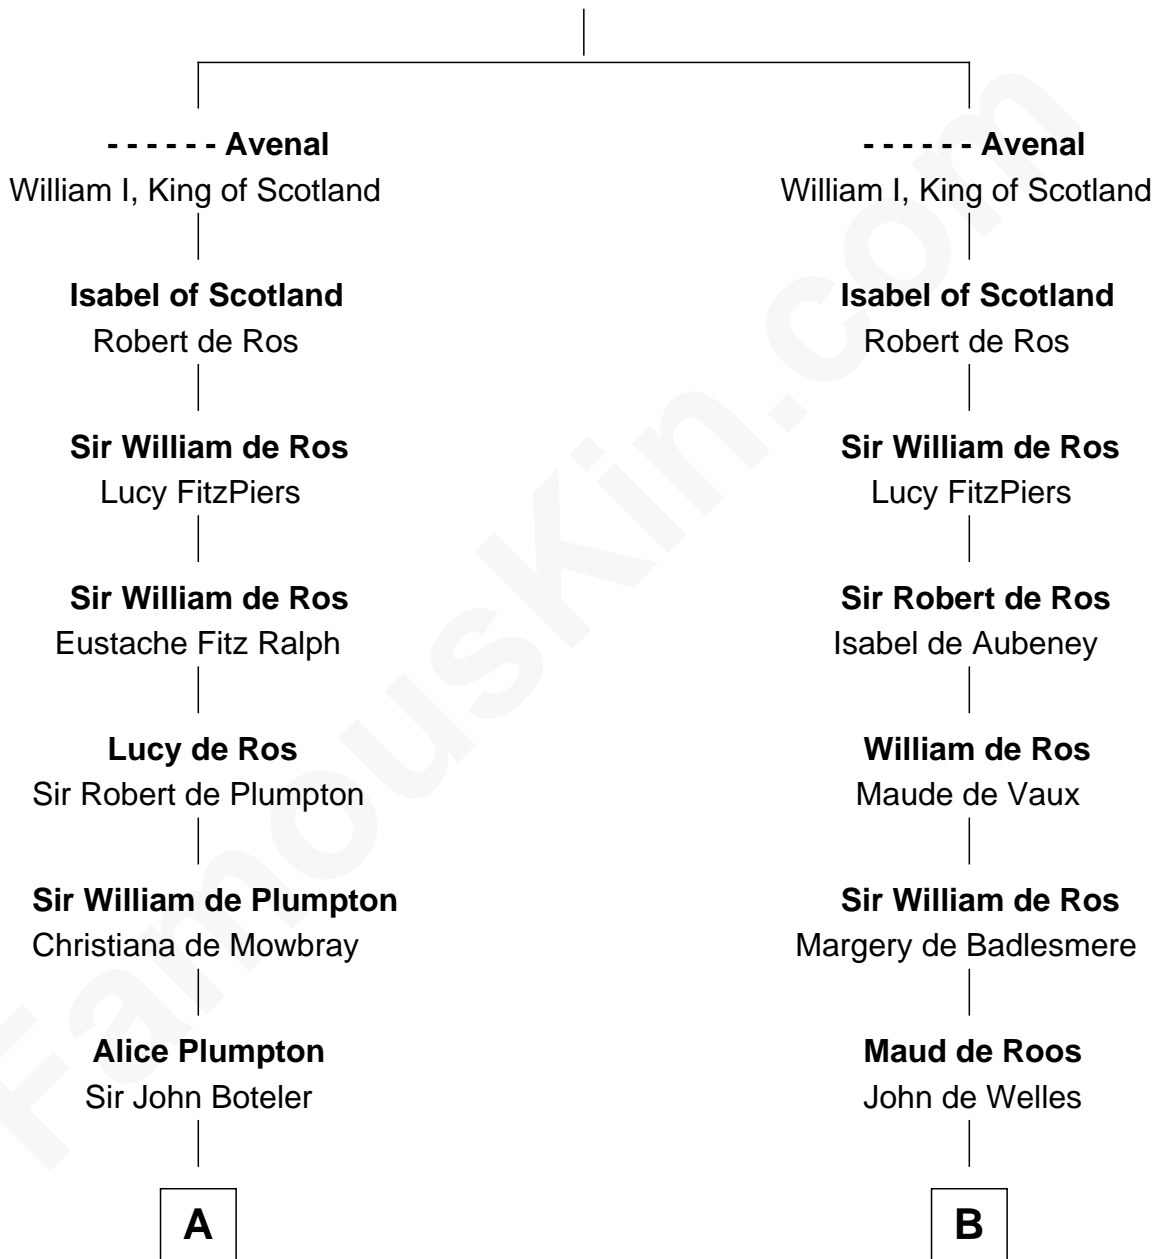 - - - - - - Avenal
William I, King of Scotland
Isabel of Scotland
Robert de Ros
Sir William de Ros
Lucy FitzPiers
Sir William de Ros
Eustache Fitz Ralph
Lucy de Ros
Sir Robert de Plumpton
Sir William de Plumpton
Christiana de Mowbray
Alice Plumpton
Sir John Boteler
A
- - - - - - Avenal
William I, King of Scotland
Isabel of Scotland
Robert de Ros
Sir William de Ros
Lucy FitzPiers
Sir Robert de Ros
Isabel de Aubeney
William de Ros
Maude de Vaux
Sir William de Ros
Margery de Badlesmere
Maud de Roos
John de Welles
B
FamousKin.com